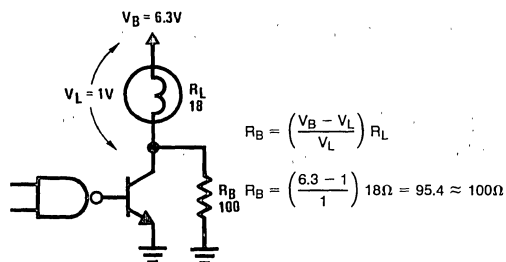 V_B = 6.3V
V_L = 1V
R_L
18
R_B = (V_B − V_L / V_L) R_L
R_B
100
R_B = (6.3 − 1 / 1) 18Ω = 95.4 ≈ 100Ω